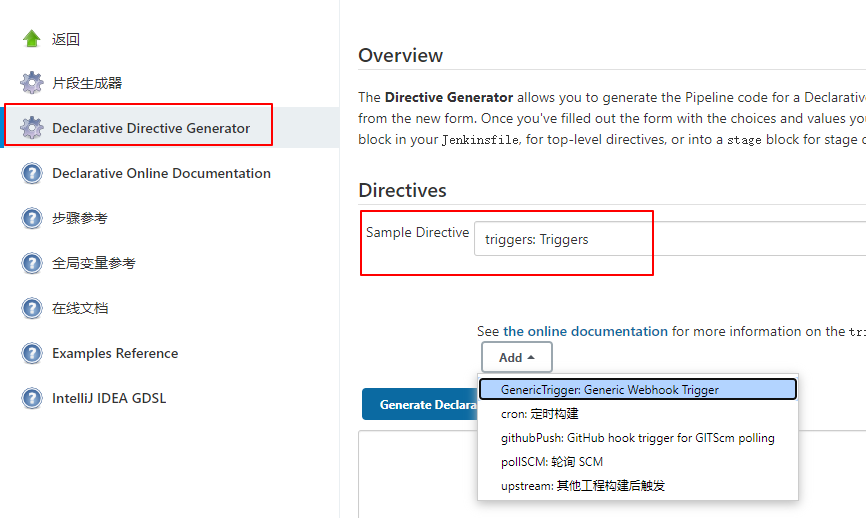 返回
片段生成器
Declarative Directive Generator
Declarative Online Documentation
步骤参考
全局变量参考
在线文档
Examples Reference
IntelliJ IDEA GDSL
Overview
The Directive Generator allows you to generate the Pipeline code for a Declarative
from the new form. Once you've filled out the form with the choices and values you
block in your Jenkinsfile, for top-level directives, or into a stage block for stage
Directives
Sample Directive
triggers: Triggers
See the online documentation for more information on the
Add
GenericTrigger: Generic Webhook Trigger
cron: 定时构建
githubPush: GitHub hook trigger for GITScm polling
pollSCM: 轮询 SCM
upstream: 其他工程构建后触发
Generate